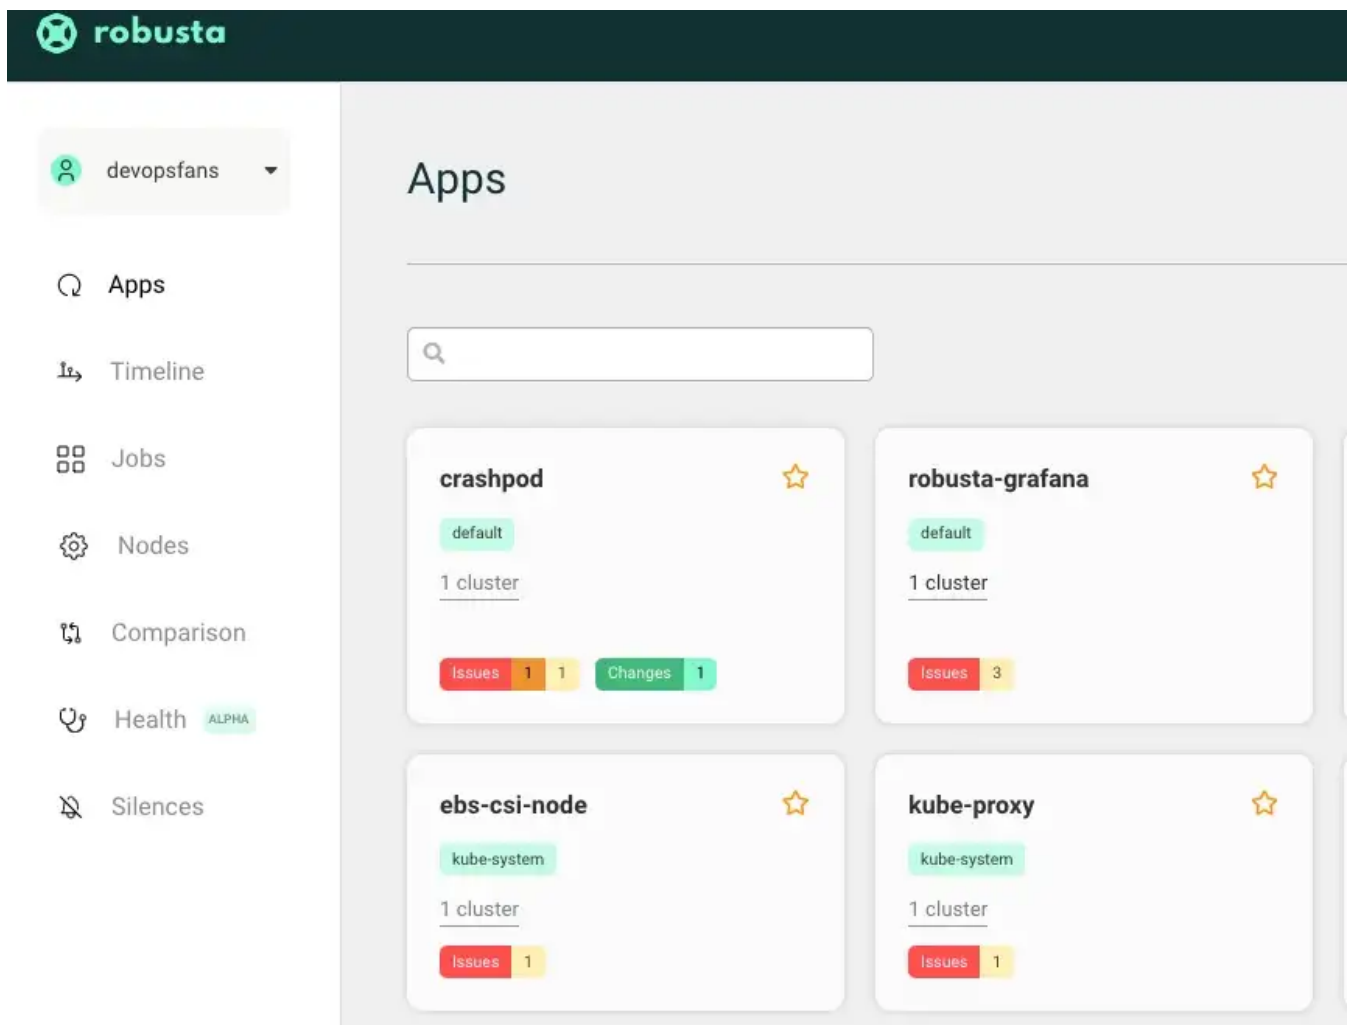 robusta
devopsfans
Apps
Timeline
Jobs
Nodes
Comparison
Health ALPHA
Silences
Apps
crashpod
default
1 cluster
Issues 1 1 Changes 1
robusta-grafana
default
1 cluster
Issues 3
ebs-csi-node
kube-system
1 cluster
Issues 1
kube-proxy
kube-system
1 cluster
Issues 1